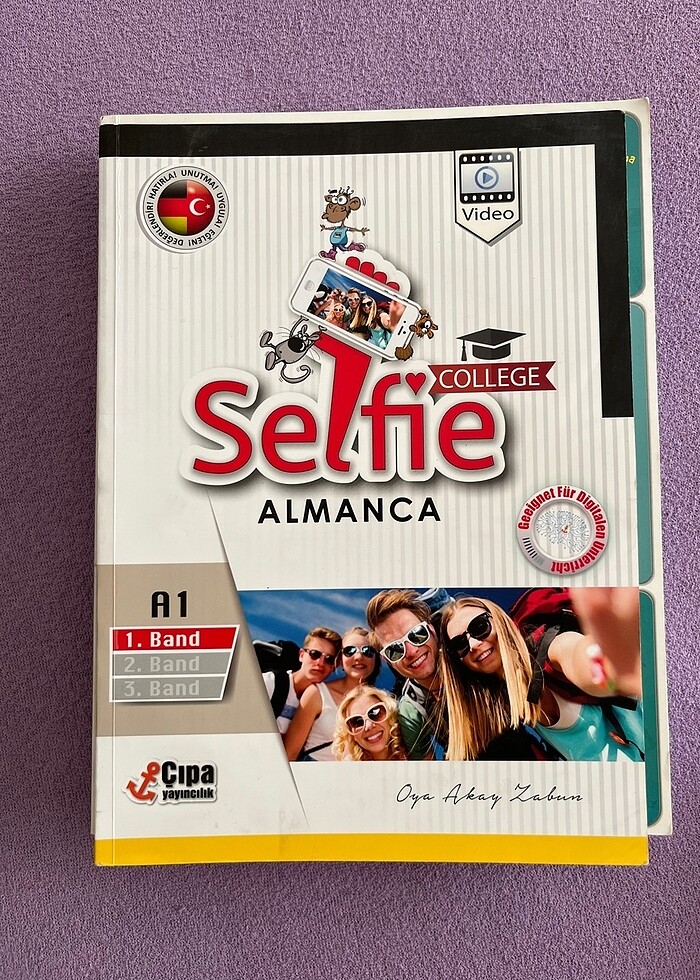 HATIRLA! UNUTMA! UYGULA! EĞLEN! DEĞERLENDİR!
Video
COLLEGE
Selfie
ALMANCA
Geeignet Für Digitalen Unterricht
A1
1. Band
2. Band
3. Band
Çıpa
yayıncılık
Oya Akay Zabun